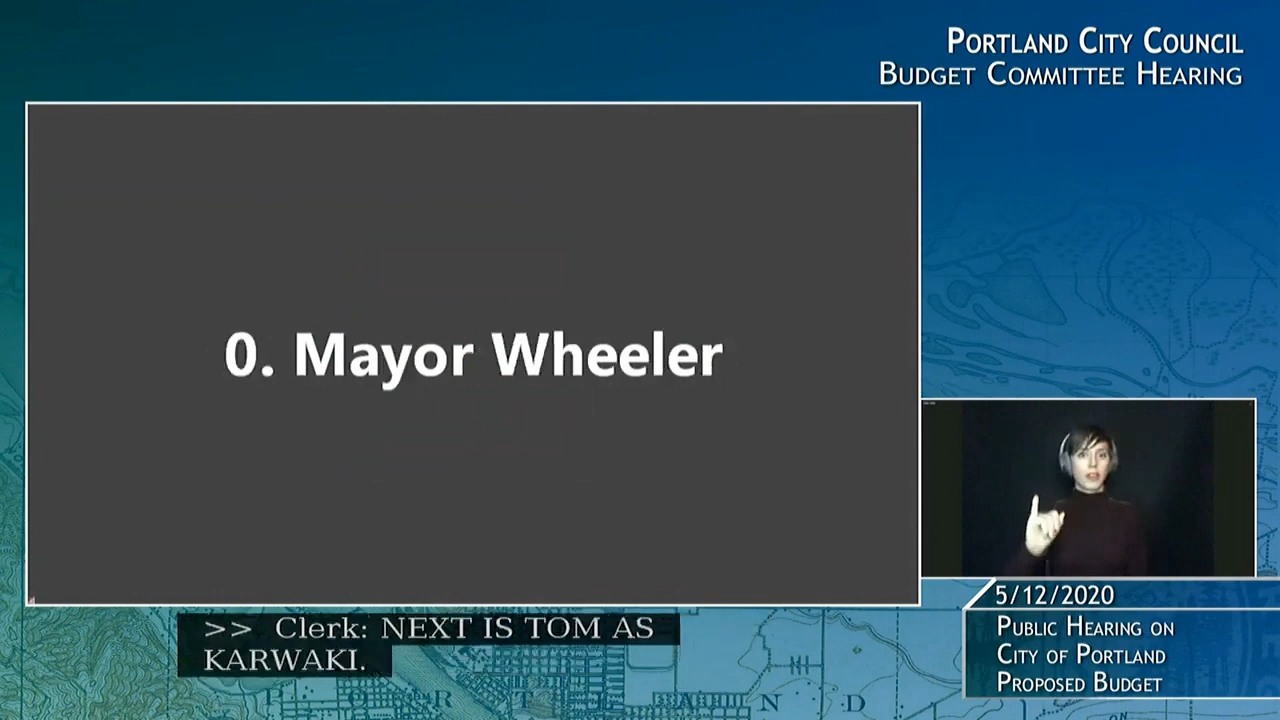 PORTLAND CITY COUNCIL
BUDGET COMMITTEE HEARING
0. Mayor Wheeler
5/12/2020
PUBLIC HEARING ON
CITY OF PORTLAND
PROPOSED BUDGET
>> Clerk: NEXT IS TOM AS
KARWAKI.
P O R T L A N D